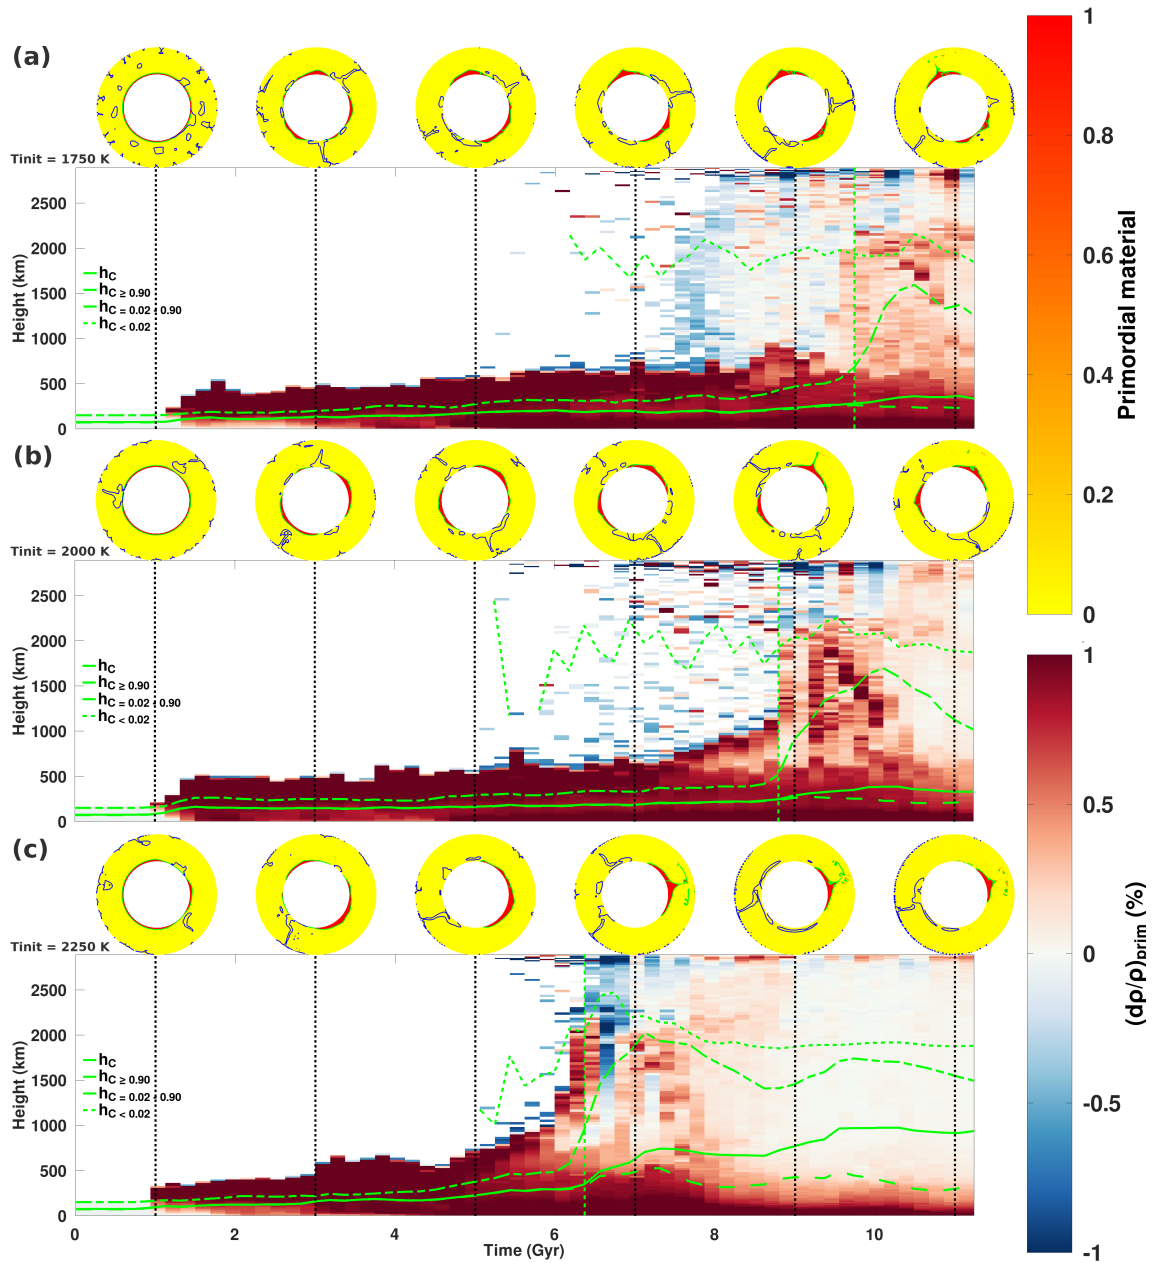 (a)
Tinit = 1750 K
Height (km)
2500
2000
1500
1000
500
0
hC
hC ≥ 0.90
hC = 0.02 - 0.90
hC < 0.02
(b)
Tinit = 2000 K
Height (km)
2500
2000
1500
1000
500
0
hC
hC ≥ 0.90
hC = 0.02 - 0.90
hC < 0.02
(c)
Tinit = 2250 K
Height (km)
2500
2000
1500
1000
500
0
hC
hC ≥ 0.90
hC = 0.02 - 0.90
hC < 0.02
0 2 4 6 8 10
Time (Gyr)
1
0.8
0.6
0.4
0.2
0
Primordial material
1
0.5
0
-0.5
-1
(dρ/ρ)prim (%)